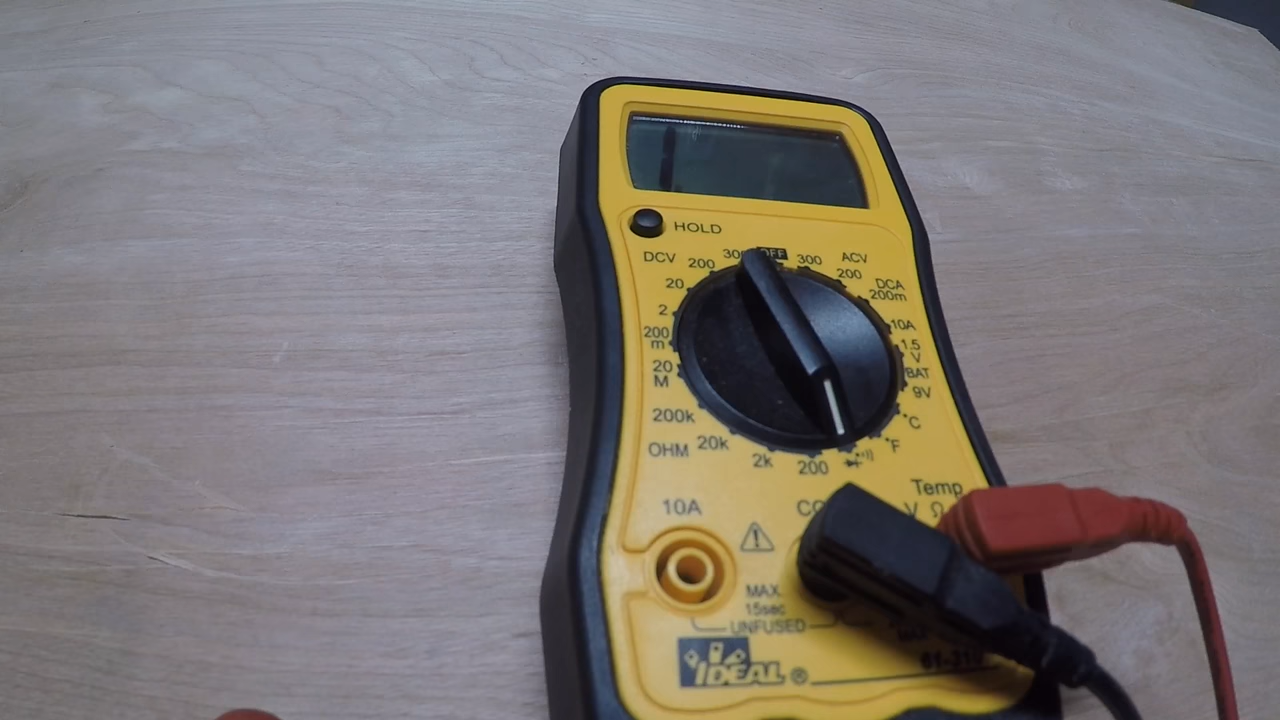 HOLD
DCV 200 300 OFF 300 ACV
20 200 DCA
200m
2 10A
200
m
1.5
V
20
M
BAT
9V
200k °C
OHM 20k °F
2k 200
Temp
10A V Ω
MAX
15sec
UNFUSED
MAX
IDEAL ®